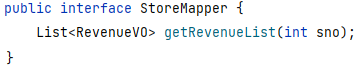 public interface StoreMapper {
    List<RevenueVO> getRevenueList(int sno);
}